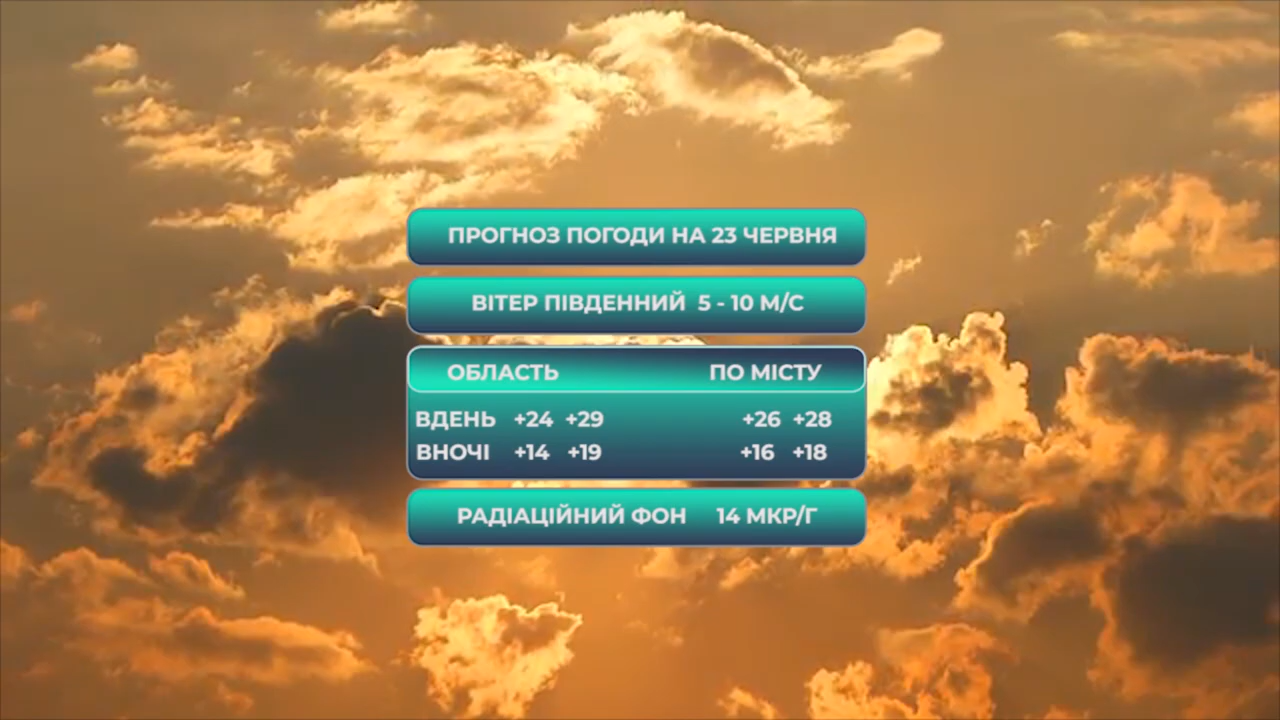 ПРОГНОЗ ПОГОДИ НА 23 ЧЕРВНЯ
ВІТЕР ПІВДЕННИЙ 5 - 10 М/С
ОБЛАСТЬ ПО МІСТУ
ВДЕНЬ +24 +29 +26 +28
ВНОЧІ +14 +19 +16 +18
РАДІАЦІЙНИЙ ФОН 14 МКР/Г